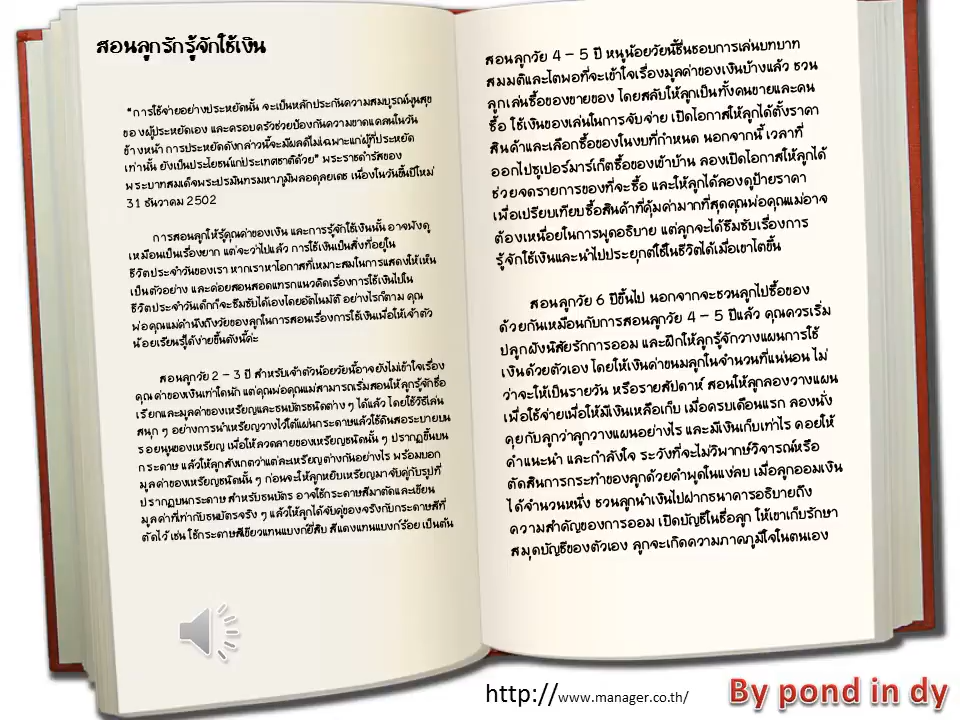 สอนลูกรักรู้จักใช้เงิน
“การใช้จ่ายอย่างประหยัดนั้น จะเป็นหลักประกันความสมบูรณ์พูนสุข
ของผู้ประหยัดเอง และครอบครัวช่วยป้องกันความขาดแคลนในวัน
ข้างหน้า การประหยัดดังกล่าวนี้จะมีผลดีไม่เฉพาะแก่ผู้ที่ประหยัด
เท่านั้น ยังเป็นประโยชน์แก่ประเทศชาติด้วย” พระราชดำรัสของ
พระบาทสมเด็จพระปรมินทรมหาภูมิพลอดุลยเดช เนื่องในวันขึ้นปีใหม่
31 ธันวาคม 2502
การสอนลูกให้รู้คุณค่าของเงิน และการรู้จักใช้เงินนั้น อาจฟังดู
เหมือนเป็นเรื่องยาก แต่จะว่าไปแล้ว การใช้เงินเป็นสิ่งที่อยู่ใน
ชีวิตประจำวันของเรา หากเราหาโอกาสที่เหมาะสมในการแสดงให้เห็น
เป็นตัวอย่าง และค่อยสอนสอดแทรกแนวคิดเรื่องการใช้เงินไปใน
ชีวิตประจำวันเด็กก็จะซึมซับได้เองโดยอัตโนมัติ อย่างไรก็ตาม คุณ
พ่อคุณแม่คำนึงถึงวัยของลูกในการสอนเรื่องการใช้เงินเพื่อให้เจ้าตัว
น้อยเรียนรู้ได้ง่ายขึ้นดังนี้ค่ะ
สอนลูกวัย 2 – 3 ปี สำหรับเจ้าตัวน้อยวัยนี้อาจยังไม่เข้าใจเรื่อง
คุณค่าของเงินเท่าใดนัก แต่คุณพ่อคุณแม่สามารถเริ่มสอนให้ลูกรู้จักชื่อ
เรียกและมูลค่าของเหรียญและธนบัตรชนิดต่าง ๆ ได้แล้ว โดยใช้วิธีเล่น
สนุก ๆ อย่างการนำเหรียญวางไว้ใต้แผ่นกระดาษแล้วใช้ดินสอระบายบน
รอยนูนของเหรียญ เพื่อให้ลวดลายของเหรียญชนิดนั้น ๆ ปรากฏขึ้นบน
กระดาษ แล้วให้ลูกสังเกตว่าแต่ละเหรียญต่างกันอย่างไร พร้อมบอก
มูลค่าของเหรียญชนิดนั้น ๆ ก่อนจะให้ลูกหยิบเหรียญมาจับคู่กับรูปที่
ปรากฏบนกระดาษ สำหรับธนบัตร อาจใช้กระดาษสีมาตัดและเขียน
มูลค่าที่เท่ากับธนบัตรจริง ๆ แล้วให้ลูกได้จับคู่ของจริงกับกระดาษสีที่
ตัดไว้ เช่น ใช้กระดาษสีเขียวแทนแบงก์ยี่สิบ สีแดงแทนแบงก์ร้อย เป็นต้น
สอนลูกวัย 4 – 5 ปี หนูน้อยวัยนี้ชื่นชอบการเล่นบทบาท
สมมติและโตพอที่จะเข้าใจเรื่องมูลค่าของเงินบ้างแล้ว ชวน
ลูกเล่นซื้อของขายของ โดยสลับให้ลูกเป็นทั้งคนขายและคน
ซื้อ ใช้เงินของเล่นในการจับจ่าย เปิดโอกาสให้ลูกได้ตั้งราคา
สินค้าและเลือกซื้อของในงบที่กำหนด นอกจากนี้ เวลาที่
ออกไปซูเปอร์มาร์เก็ตซื้อของเข้าบ้าน ลองเปิดโอกาสให้ลูกได้
ช่วยจดรายการของที่จะซื้อ และให้ลูกได้ลองดูป้ายราคา
เพื่อเปรียบเทียบซื้อสินค้าที่คุ้มค่ามากที่สุดคุณพ่อคุณแม่อาจ
ต้องเหนื่อยในการพูดอธิบาย แต่ลูกจะได้ซึมซับเรื่องการ
รู้จักใช้เงินและนำไปประยุกต์ใช้ในชีวิตได้เมื่อเขาโตขึ้น
สอนลูกวัย 6 ปีขึ้นไป นอกจากจะชวนลูกไปซื้อของ
ด้วยกันเหมือนกับการสอนลูกวัย 4 – 5 ปีแล้ว คุณควรเริ่ม
ปลูกฝังนิสัยรักการออม และฝึกให้ลูกรู้จักวางแผนการใช้
เงินด้วยตัวเอง โดยให้เงินค่าขนมลูกในจำนวนที่แน่นอน ไม่
ว่าจะให้เป็นรายวัน หรือรายสัปดาห์ สอนให้ลูกลองวางแผน
เพื่อใช้จ่ายเพื่อให้มีเงินเหลือเก็บ เมื่อครบเดือนแรก ลองนั่ง
คุยกับลูกว่าลูกวางแผนอย่างไร และมีเงินเก็บเท่าไร คอยให้
คำแนะนำ และกำลังใจ ระวังที่จะไม่วิพากษ์วิจารณ์หรือ
ตัดสินการกระทำของลูกด้วยคำพูดในแง่ลบ เมื่อลูกออมเงิน
ได้จำนวนหนึ่ง ชวนลูกนำเงินไปฝากธนาคารอธิบายถึง
ความสำคัญของการออม เปิดบัญชีในชื่อลูก ให้เขาเก็บรักษา
สมุดบัญชีของตัวเอง ลูกจะเกิดความภาคภูมิใจในตนเอง
http://www.manager.co.th/
By pond in dy